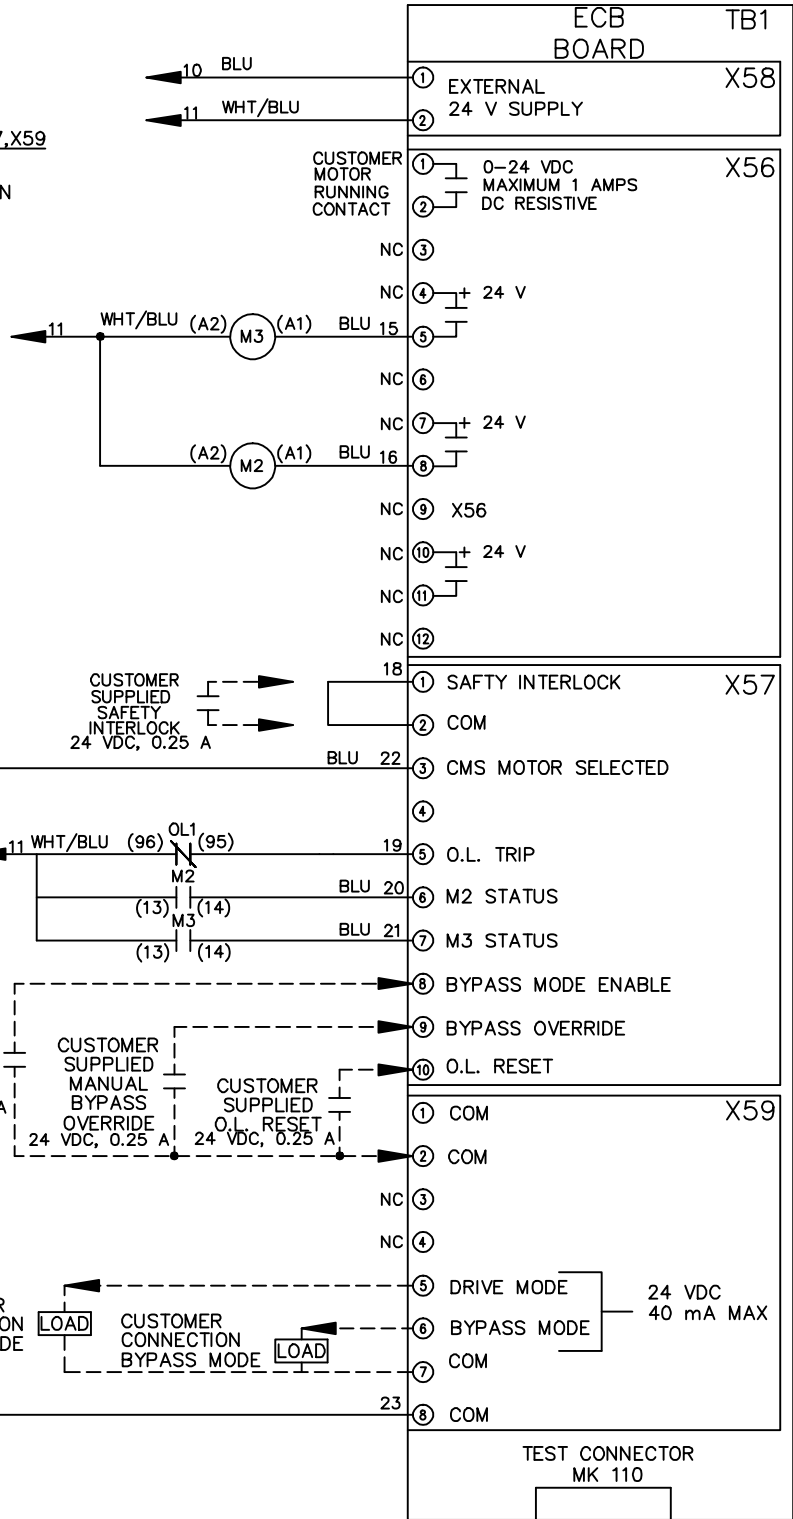 ECB TB1
BOARD
10 BLU
1 EXTERNAL X58
11 WHT/BLU
2 24 V SUPPLY
,X59
N
CUSTOMER
MOTOR
RUNNING
CONTACT
1 0-24 VDC X56
MAXIMUM 1 AMPS
2 DC RESISTIVE
NC 3
NC 4 + 24 V
11 WHT/BLU (A2) M3 (A1) BLU 15 5
NC 6
NC 7 + 24 V
(A2) M2 (A1) BLU 16 8
NC 9 X56
NC 10 + 24 V
NC 11
NC 12
CUSTOMER
SUPPLIED
SAFETY
INTERLOCK
24 VDC, 0.25 A
18 1 SAFTY INTERLOCK X57
2 COM
BLU 22 3 CMS MOTOR SELECTED
4
OL1
11 WHT/BLU (96) (95) 19 5 O.L. TRIP
M2
(13) (14) BLU 20 6 M2 STATUS
M3
(13) (14) BLU 21 7 M3 STATUS
8 BYPASS MODE ENABLE
9 BYPASS OVERRIDE
10 O.L. RESET
A
CUSTOMER
SUPPLIED
MANUAL
BYPASS
OVERRIDE
24 VDC, 0.25 A
CUSTOMER
SUPPLIED
O.L. RESET
24 VDC, 0.25 A
1 COM X59
2 COM
NC 3
NC 4
5 DRIVE MODE
6 BYPASS MODE
24 VDC
40 mA MAX
7 COM
R
ON
DE
LOAD
CUSTOMER
CONNECTION
BYPASS MODE
LOAD
23 8 COM
TEST CONNECTOR
MK 110